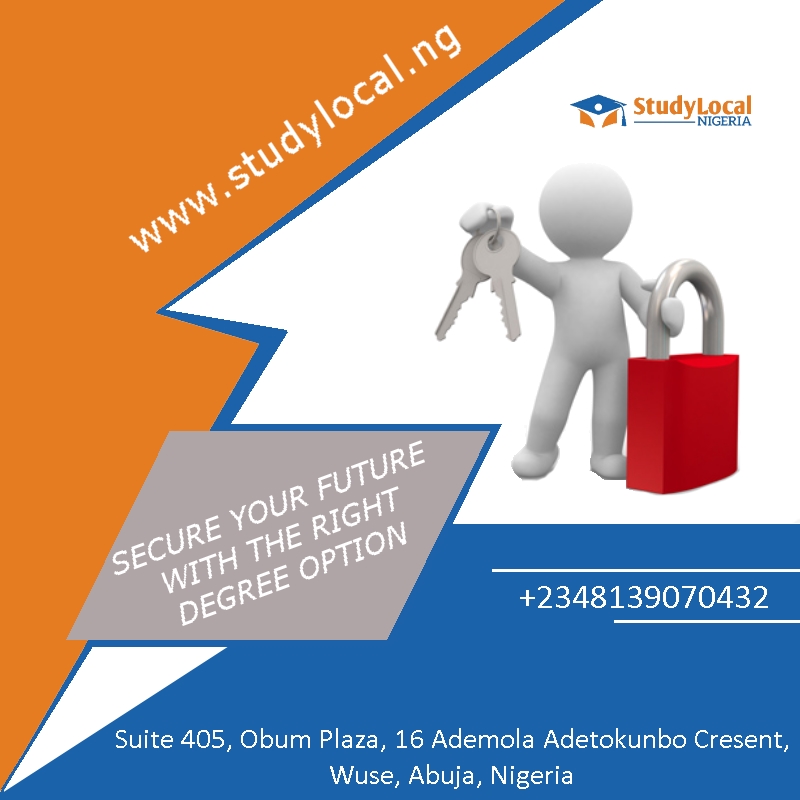 www.studylocal.ng
StudyLocal
NIGERIA
SECURE YOUR FUTURE
WITH THE RIGHT
DEGREE OPTION
+2348139070432
Suite 405, Obum Plaza, 16 Ademola Adetokunbo Cresent,
Wuse, Abuja, Nigeria